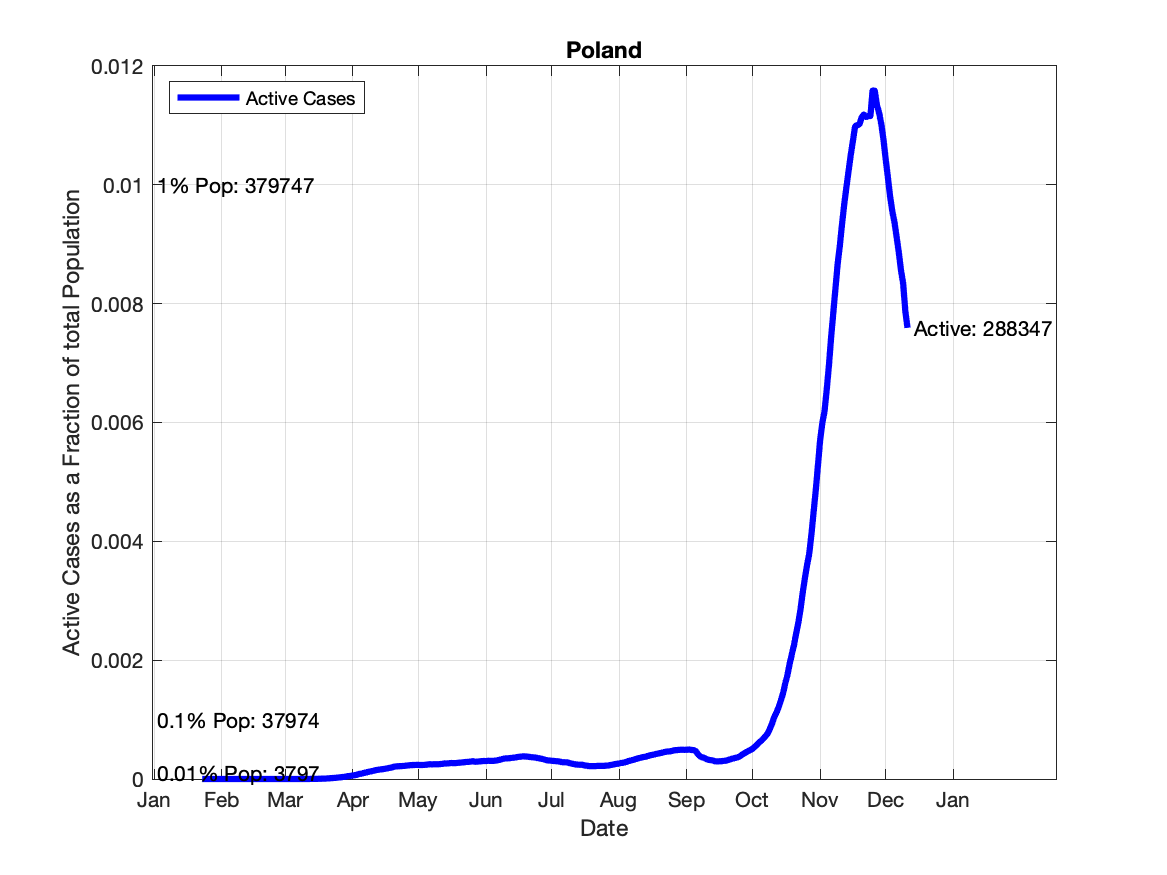 Poland
Active Cases
0.012
0.01
0.008
0.006
0.004
0.002
0
Active Cases as a Fraction of total Population
1% Pop: 379747
0.1% Pop: 37974
0.01% Pop: 3797
Active: 288347
Jan Feb Mar Apr May Jun Jul Aug Sep Oct Nov Dec Jan
Date